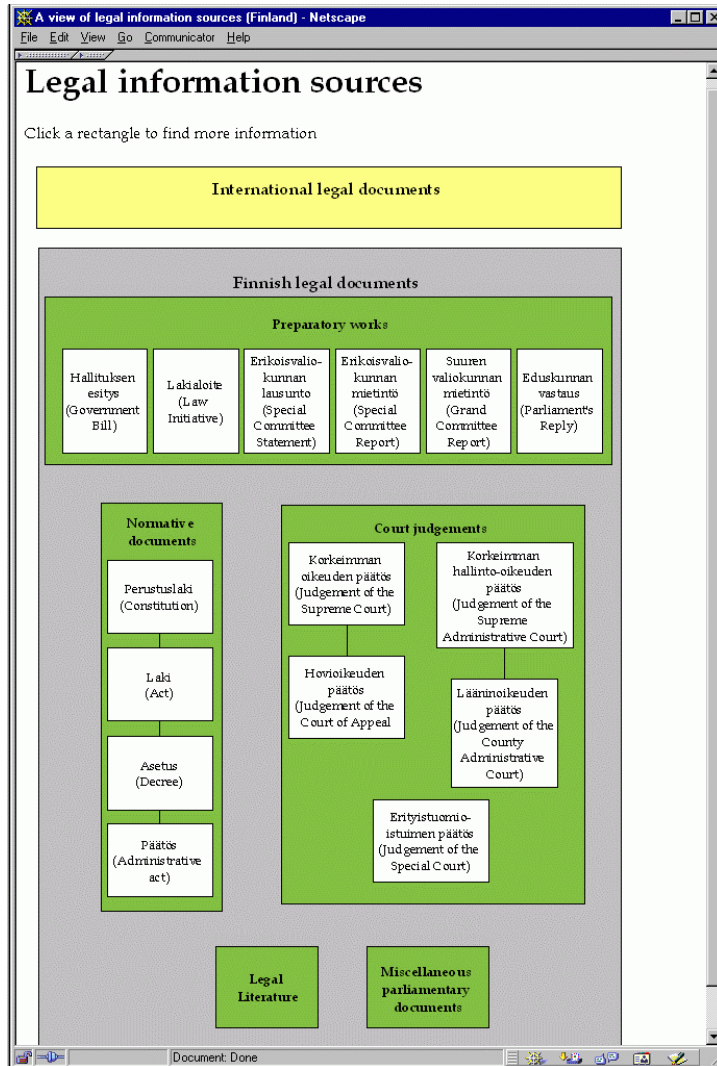 A view of legal information sources (Finland) - Netscape
File Edit View Go Communicator Help
Legal information sources
Click a rectangle to find more information
International legal documents
Finnish legal documents
Preparatory works
Hallituksen
esitys
(Government
Bill)
Lakialoite
(Law
Initiative)
Erikoisvalio-
kunnan
lausunto
(Special
Committee
Statement)
Erikoisvalio-
kunnan
mietintö
(Special
Committee
Report)
Suuren
valiokunnan
mietintö
(Grand
Committee
Report)
Eduskunnan
vastaus
(Parliament's
Reply)
Normative
documents
Perustuslaki
(Constitution)
Laki
(Act)
Asetus
(Decree)
Päätös
(Administrative
act)
Court judgements
Korkeimman
oikeuden päätös
(Judgement of the
Supreme Court)
Hovioikeuden
päätös
(Judgement of the
Court of Appeal
Korkeimman
hallinto-oikeuden
päätös
(Judgement of the
Supreme
Administrative Court)
Lääninoikeuden
päätös
(Judgement of the
County
Administrative
Court)
Erityistuomio-
istuimen päätös
(Judgement of the
Special Court)
Legal
Literature
Miscellaneous
parliamentary
documents
Document: Done